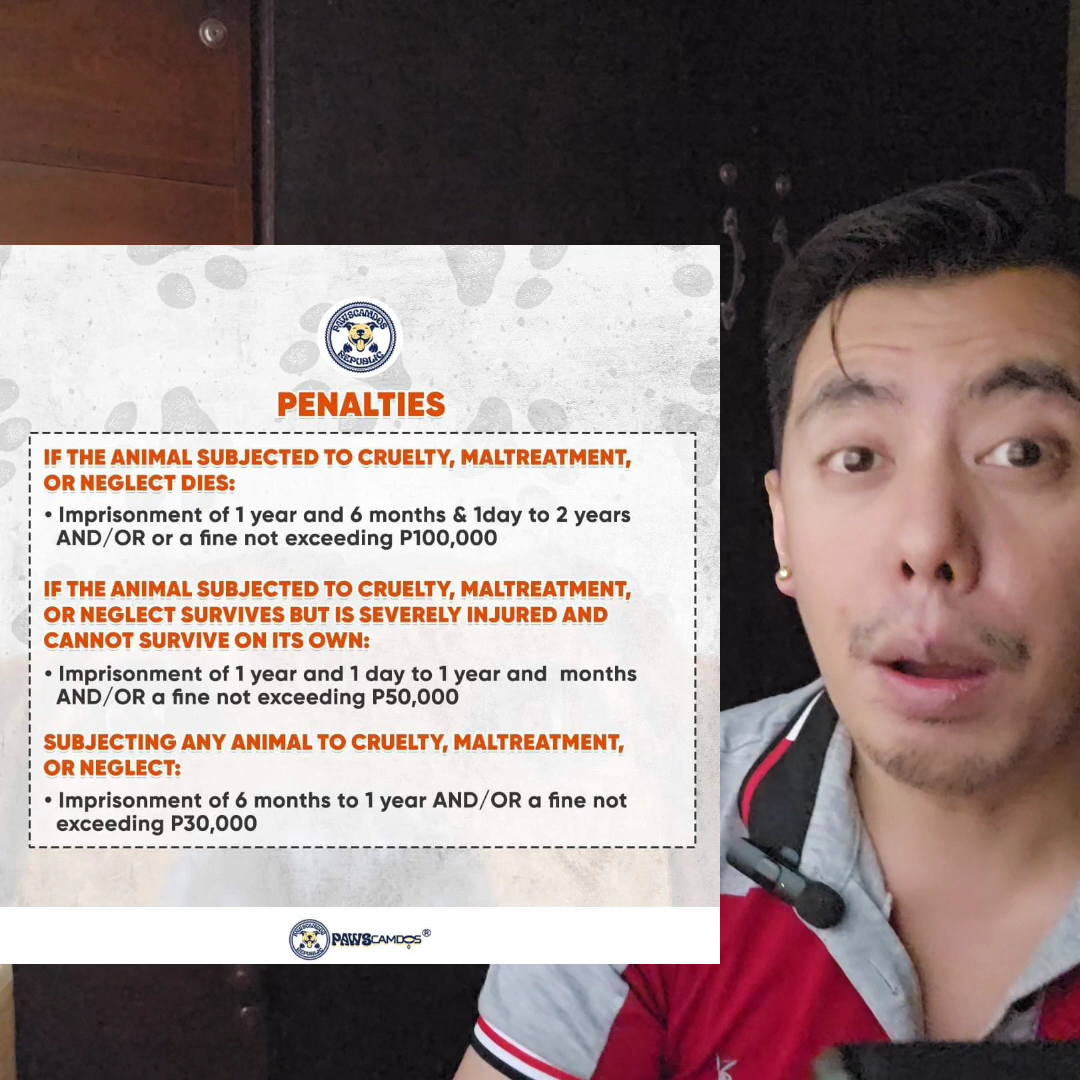 PAWSCAMDOS
REPUBLIC
PENALTIES
IF THE ANIMAL SUBJECTED TO CRUELTY, MALTREATMENT,
OR NEGLECT DIES:
• Imprisonment of 1 year and 6 months & 1day to 2 years
AND/OR or a fine not exceeding P100,000
IF THE ANIMAL SUBJECTED TO CRUELTY, MALTREATMENT,
OR NEGLECT SURVIVES BUT IS SEVERELY INJURED AND
CANNOT SURVIVE ON ITS OWN:
• Imprisonment of 1 year and 1 day to 1 year and months
AND/OR a fine not exceeding P50,000
SUBJECTING ANY ANIMAL TO CRUELTY, MALTREATMENT,
OR NEGLECT:
• Imprisonment of 6 months to 1 year AND/OR a fine not
exceeding P30,000
PAWSCAMDOS
REPUBLIC
PAWSCAMDOS®